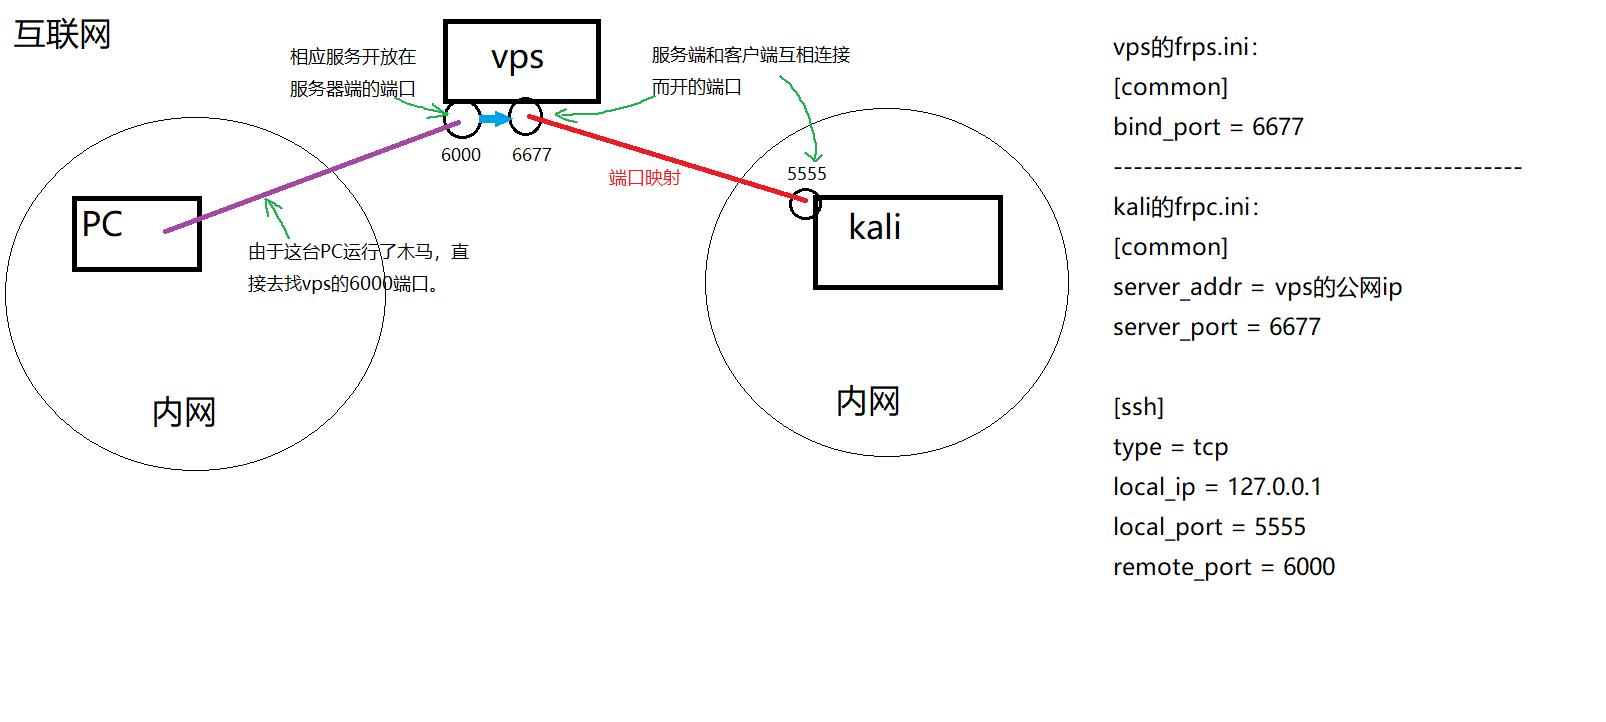 互联网
vps
相应服务开放在
服务器端的端口
服务端和客户端互相连接
而开的端口
6000
6677
端口映射
5555
PC
kali
由于这台PC运行了木马，直
接去找vps的6000端口。
内网
内网
vps的frps.ini：
[common]
bind_port = 6677
-----------------------------------------
kali的frpc.ini：
[common]
server_addr = vps的公网ip
server_port = 6677
[ssh]
type = tcp
local_ip = 127.0.0.1
local_port = 5555
remote_port = 6000